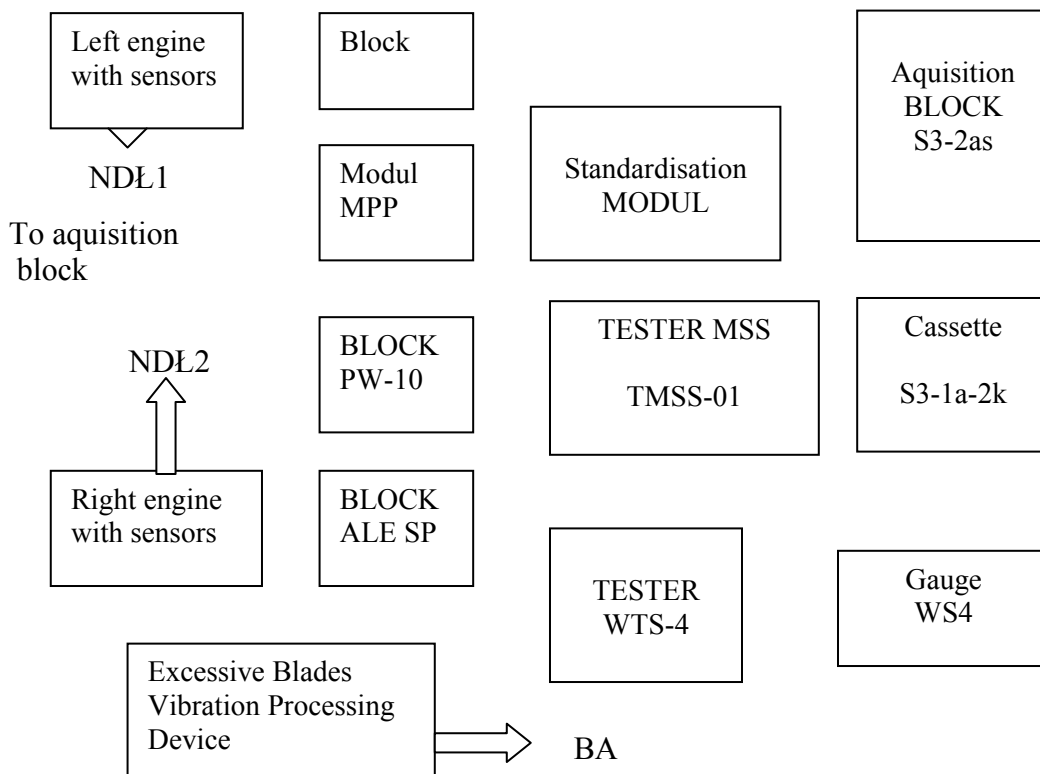 Left engine
with sensors
NDŁ1
To aquisition
block
NDŁ2
Right engine
with sensors
Excessive Blades
Vibration Processing
Device
BA
Block
Modul
MPP
BLOCK
PW-10
BLOCK
ALE SP
Standardisation
MODUL
TESTER MSS
TMSS-01
TESTER
WTS-4
Aquisition
BLOCK
S3-2as
Cassette
S3-1a-2k
Gauge
WS4